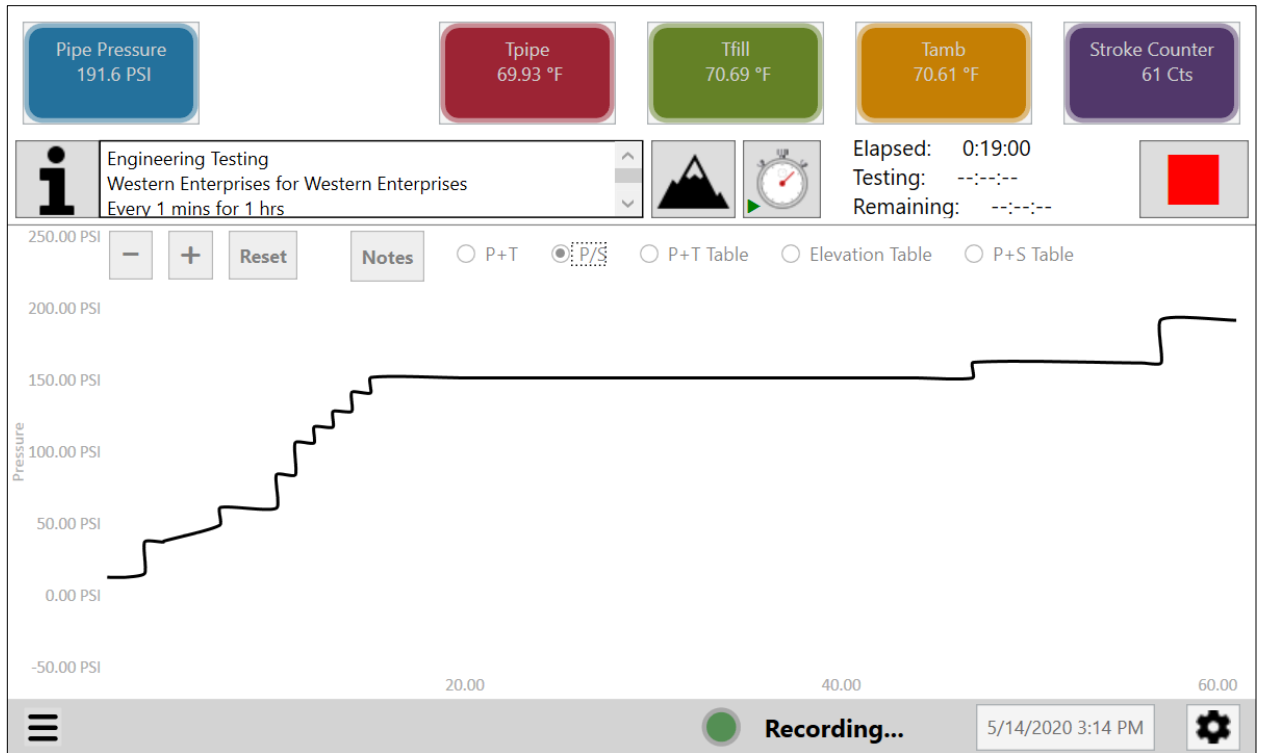 Pipe Pressure
191.6 PSI
Tpipe
69.93 °F
Tfill
70.69 °F
Tamb
70.61 °F
Stroke Counter
61 Cts
Engineering Testing
Western Enterprises for Western Enterprises
Every 1 mins for 1 hrs
Elapsed: 0:19:00
Testing: --:--:--
Remaining: --:--:--
250.00 PSI
− + Reset Notes P+T P/S P+T Table Elevation Table P+S Table
200.00 PSI
150.00 PSI
Pressure
100.00 PSI
50.00 PSI
0.00 PSI
-50.00 PSI
20.00 40.00 60.00
Recording... 5/14/2020 3:14 PM